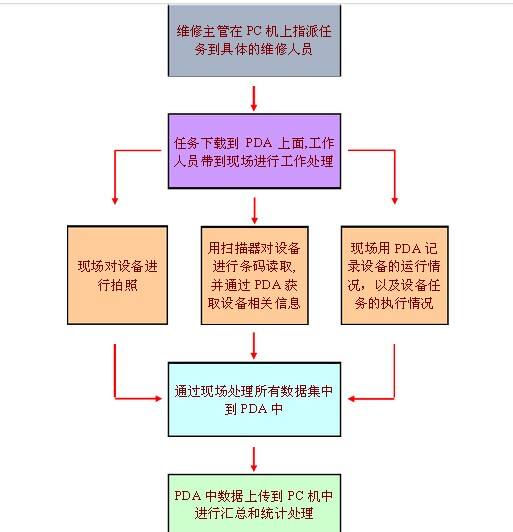 维修主管在 PC 机上指派任
务到具体的维修人员
任务下载到 PDA 上面,工作
人员带到现场进行工作处理
现场对设备进
行拍照
用扫描器对设备
进行条码读取,
并通过 PDA 获
取设备相关信息
现场用 PDA 记
录设备的运行情
况，以及设备任
务的执行情况
通过现场处理所有数据集中
到 PDA 中
PDA 中数据上传到 PC 机中
进行汇总和统计处理